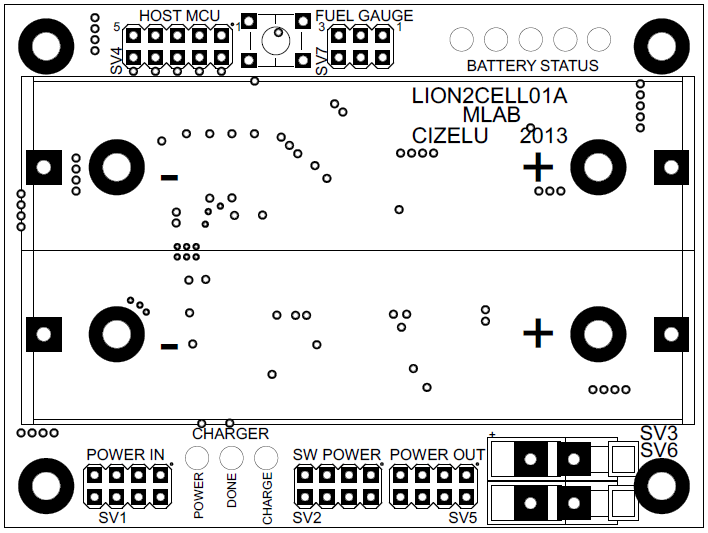 HOST MCU
FUEL GAUGE
5
1
3
1
SV4
SV7
BATTERY STATUS
LION2CELL01A
MLAB
CIZELU 2013
- +
- +
CHARGER
+
SV3
SV6
POWER IN
SW POWER
POWER OUT
POWER
DONE
CHARGE
SV1
SV2
SV5